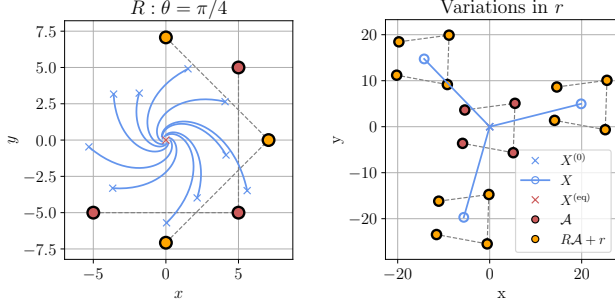 R : θ = π/4
7.5
5.0
2.5
0.0
−2.5
−5.0
−7.5
y
−5
0
5
x
Variations in r
20
10
0
−10
−20
y
−20
0
20
x
X^(0)
X
X^(eq)
𝒜
R𝒜 + r